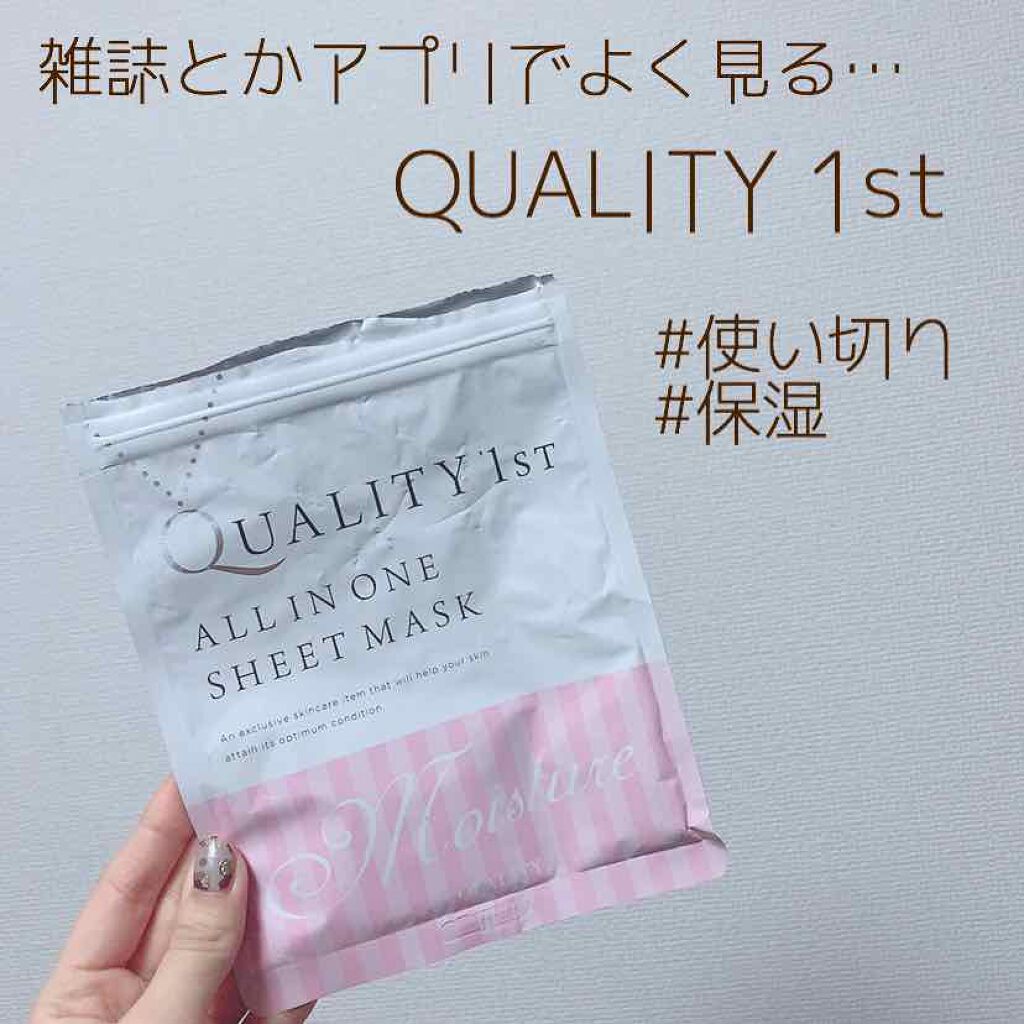 雑誌とかアプリでよく見る…
QUALITY 1st
#使い切り
#保湿
QUALITY 1ST
ALL IN ONE
SHEET MASK
An exclusive skincare item that will help your skin
attain its optimum condition.
Moisture